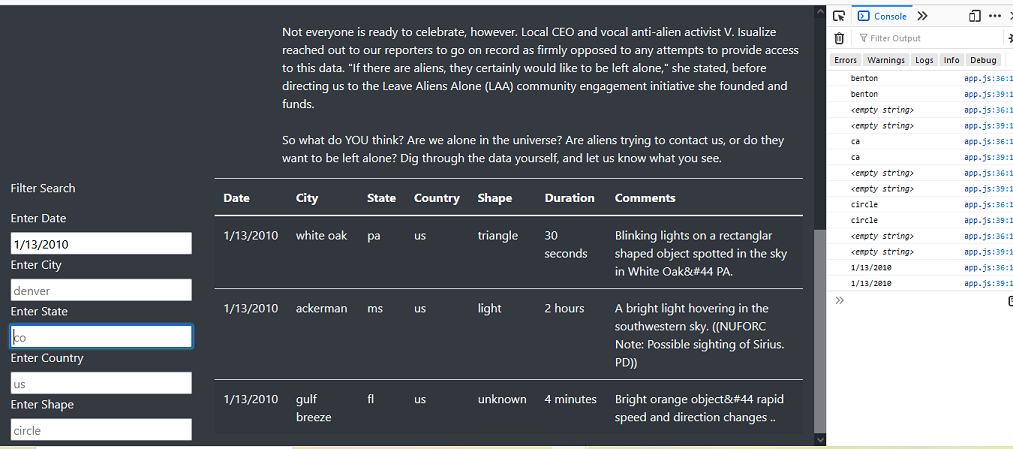 Not everyone is ready to celebrate, however. Local CEO and vocal anti-alien activist V. Isualize
reached out to our reporters to go on record as firmly opposed to any attempts to provide access
to this data. "If there are aliens, they certainly would like to be left alone," she stated, before
directing us to the Leave Aliens Alone (LAA) community engagement initiative she founded and
funds.
So what do YOU think? Are we alone in the universe? Are aliens trying to contact us, or do they
want to be left alone? Dig through the data yourself, and let us know what you see.
Filter Search
Enter Date
1/13/2010
Enter City
denver
Enter State
co
Enter Country
us
Enter Shape
circle
Date City State Country Shape Duration Comments
1/13/2010 white oak pa us triangle 30 seconds Blinking lights on a rectanglar
shaped object spotted in the sky
in White Oak&#44 PA.
1/13/2010 ackerman ms us light 2 hours A bright light hovering in the
southwestern sky. ((NUFORC
Note: Possible sighting of Sirius.
PD))
1/13/2010 gulf breeze fl us unknown 4 minutes Bright orange object&#44 rapid
speed and direction changes ..
Console
Filter Output
Errors Warnings Logs Info Debug
benton app.js:36:1
benton app.js:39:1
<empty string> app.js:36:1
<empty string> app.js:39:1
ca app.js:36:1
ca app.js:39:1
<empty string> app.js:36:1
<empty string> app.js:39:1
circle app.js:36:1
circle app.js:39:1
<empty string> app.js:36:1
<empty string> app.js:39:1
1/13/2010 app.js:36:1
1/13/2010 app.js:39:1